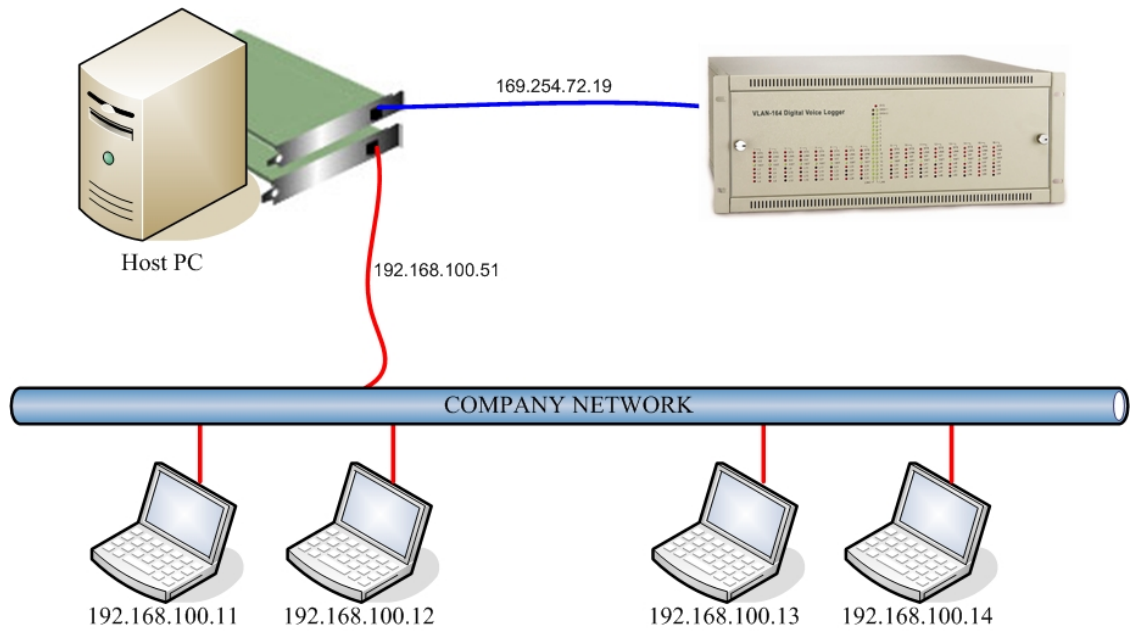 169.254.72.19
VLAN-164 Digital Voice Logger
Host PC
192.168.100.51
COMPANY NETWORK
192.168.100.11
192.168.100.12
192.168.100.13
192.168.100.14